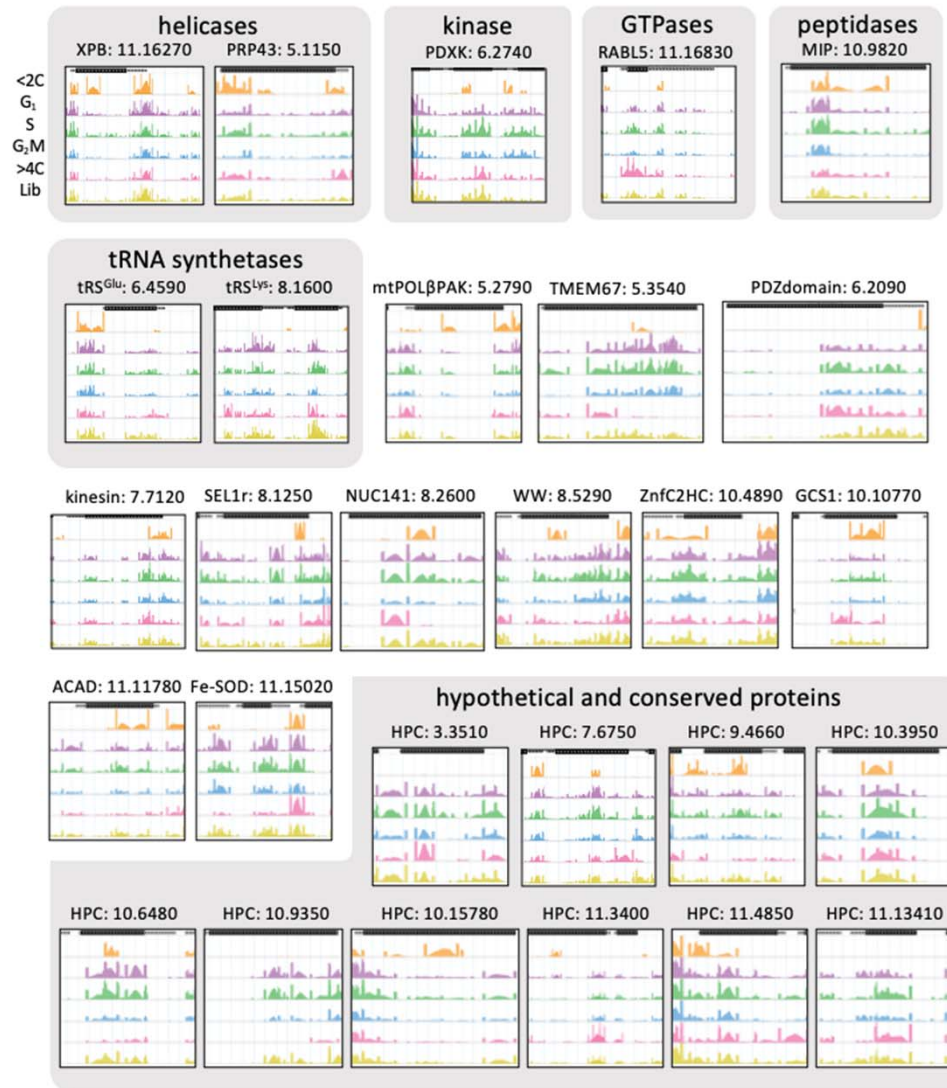 helicases kinase GTPases peptidases
XPB: 11.16270 PRP43: 5.1150 PDXK: 6.2740 RABL5: 11.16830 MIP: 10.9820
<2C
G₁
S
G₂M
>4C
Lib
tRNA synthetases
tRSᴳˡᵘ: 6.4590 tRSᴸʸˢ: 8.1600 mtPOLβPAK: 5.2790 TMEM67: 5.3540 PDZdomain: 6.2090
kinesin: 7.7120 SEL1r: 8.1250 NUC141: 8.2600 WW: 8.5290 ZnfC2HC: 10.4890 GCS1: 10.10770
ACAD: 11.11780 Fe-SOD: 11.15020 hypothetical and conserved proteins
HPC: 3.3510 HPC: 7.6750 HPC: 9.4660 HPC: 10.3950
HPC: 10.6480 HPC: 10.9350 HPC: 10.15780 HPC: 11.3400 HPC: 11.4850 HPC: 11.13410